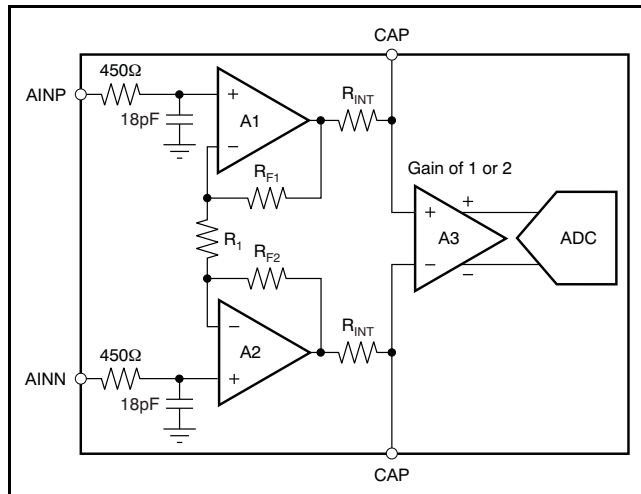 CAP
450Ω
AINP
18pF
+
A1
−
R_INT
R_F1
Gain of 1 or 2
+
+
A3
−
−
ADC
R_1
R_F2
−
A2
+
R_INT
450Ω
AINN
18pF
CAP